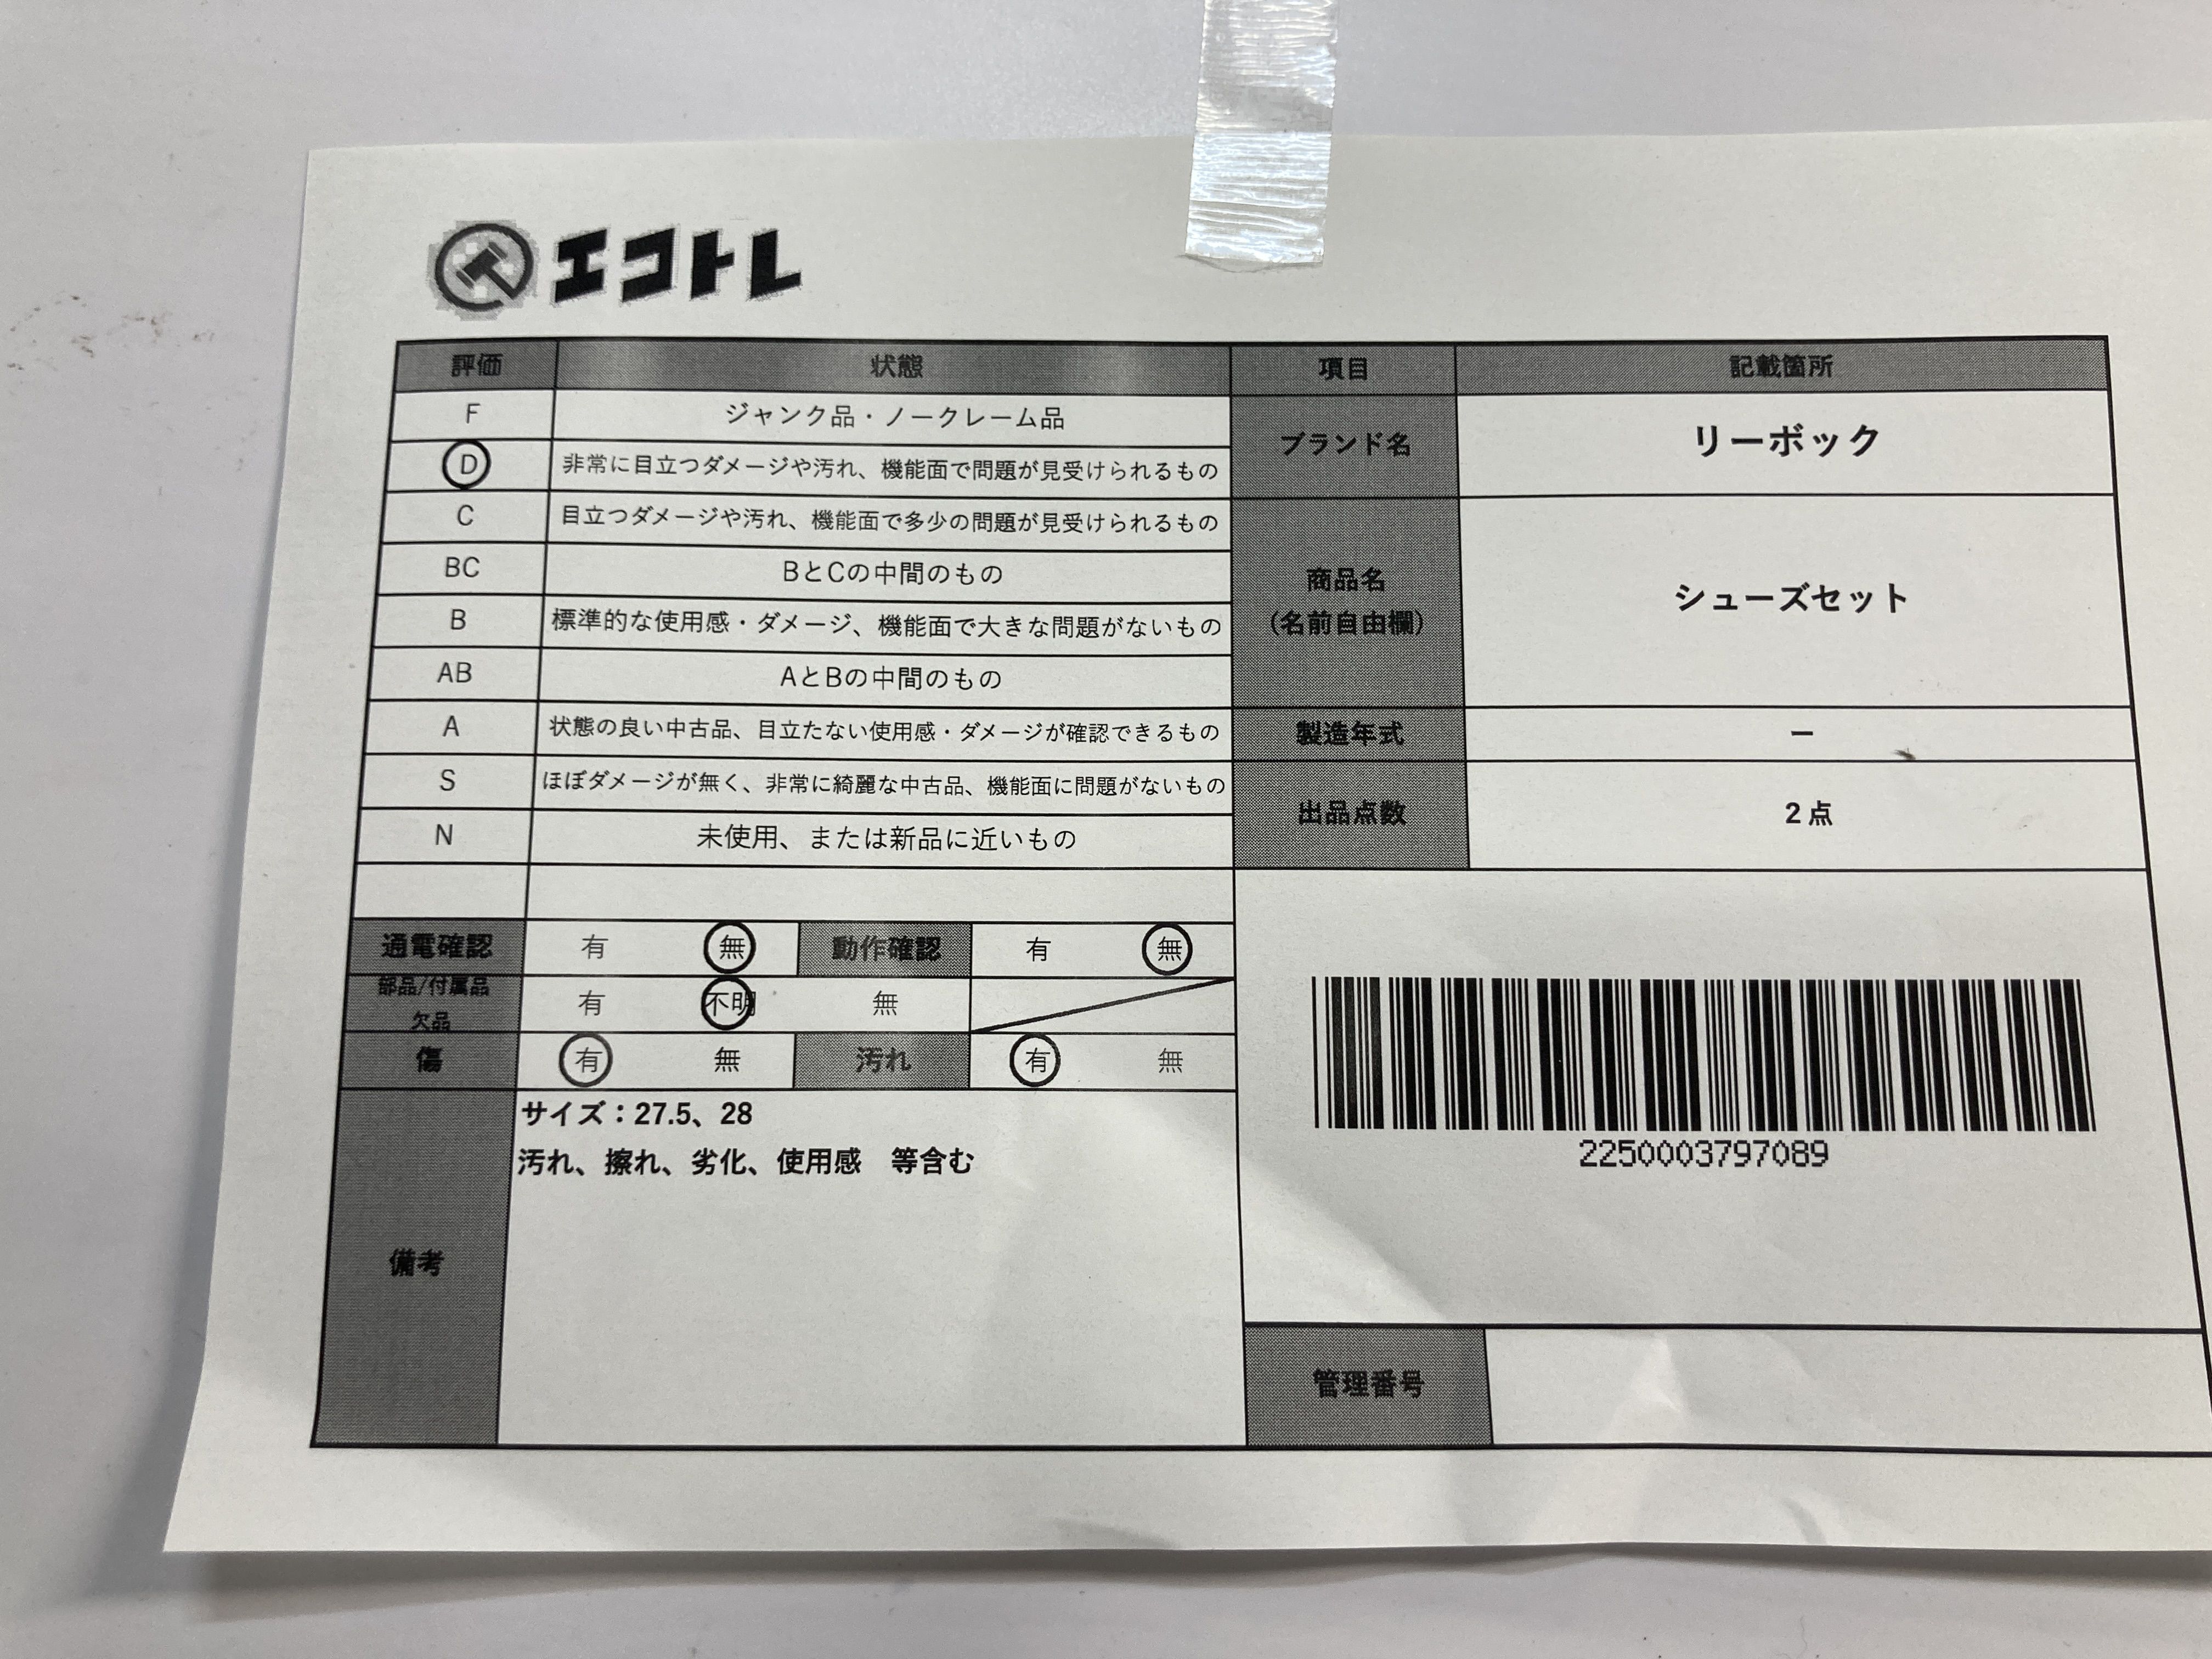 エコトレ
評価 状態 項目 記載箇所
F ジャンク品・ノークレーム品
D 非常に目立つダメージや汚れ、機能面で問題が見受けられるもの
C 目立つダメージや汚れ、機能面で多少の問題が見受けられるもの
BC BとCの中間のもの
B 標準的な使用感・ダメージ、機能面で大きな問題がないもの
AB AとBの中間のもの
A 状態の良い中古品、目立たない使用感・ダメージが確認できるもの
S ほぼダメージが無く、非常に綺麗な中古品、機能面に問題がないもの
N 未使用、または新品に近いもの
ブランド名 リーボック
商品名
(名前自由欄)
シューズセット
製造年式 ー
出品点数 2点
通電確認 有 無 動作確認 有 無
部品/付属品
欠品
有 不明 無
傷 有 無 汚れ 有 無
備考
サイズ：27.5、28
汚れ、擦れ、劣化、使用感 等含む
2250003797089
管理番号